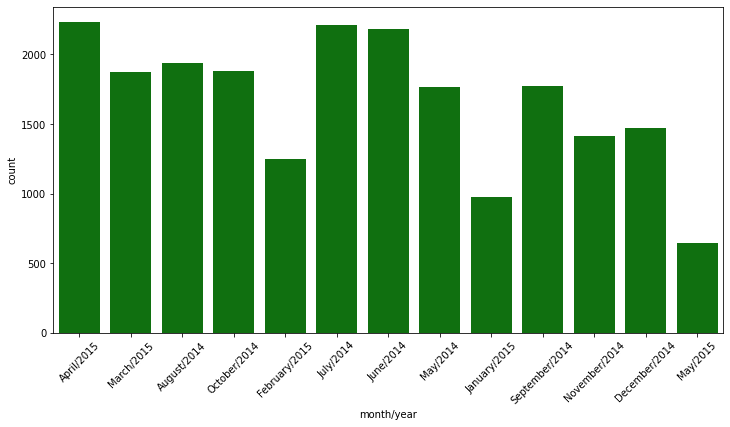 2000
1500
1000
500
0
count
April/2015
March/2015
August/2014
October/2014
February/2015
July/2014
June/2014
May/2014
January/2015
September/2014
November/2014
December/2014
May/2015
month/year